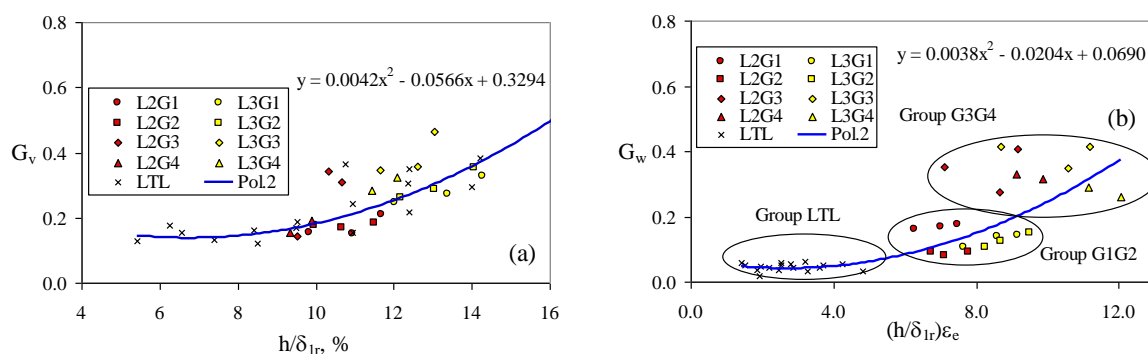 0.8
0.6
0.4
0.2
0.0
G_v
4 6 8 10 12 14 16
h/δ_1r, %
y = 0.0042x² - 0.0566x + 0.3294
L2G1 L3G1
L2G2 L3G2
L2G3 L3G3
L2G4 L3G4
LTL Pol.2
(a)
0.6
0.4
0.2
0.0
G_w
0.0 4.0 8.0 12.0
(h/δ_1r)ε_e
y = 0.0038x² - 0.0204x + 0.0690
L2G1 L3G1
L2G2 L3G2
L2G3 L3G3
L2G4 L3G4
LTL Pol.2
(b)
Group G3G4
Group LTL
Group G1G2